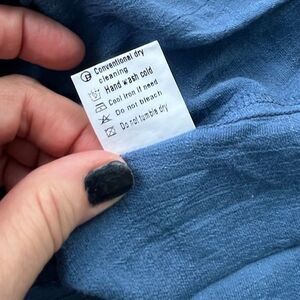 Conventional dry
cleaning
Hand wash cold
Cool iron if need
Do not bleach
Do not tumble dry